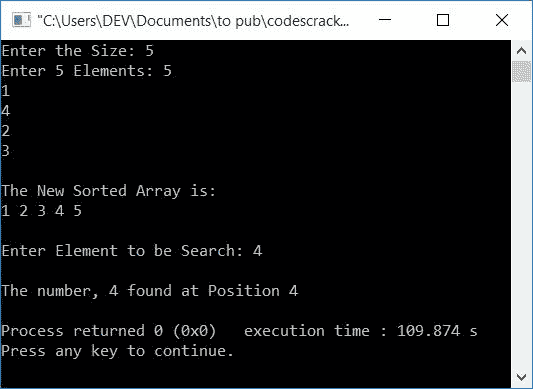 "C:\Users\DEV\Documents\to pub\codescrack...
Enter the Size: 5
Enter 5 Elements: 5
1
4
2
3
The New Sorted Array is:
1 2 3 4 5
Enter Element to be Search: 4
The number, 4 found at Position 4
Process returned 0 (0x0)   execution time : 109.874 s
Press any key to continue.